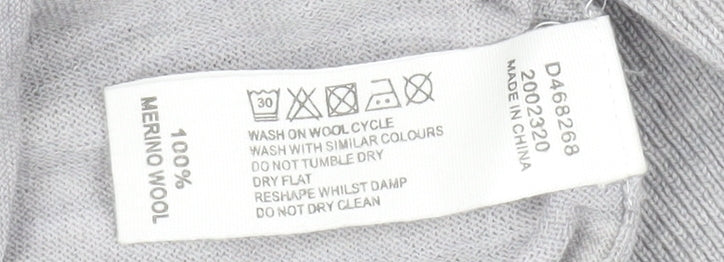 100%
MERINO WOOL
30
WASH ON WOOL CYCLE
WASH WITH SIMILAR COLOURS
DO NOT TUMBLE DRY
DRY FLAT
RESHAPE WHILST DAMP
DO NOT DRY CLEAN
D468268
2002320
MADE IN CHINA